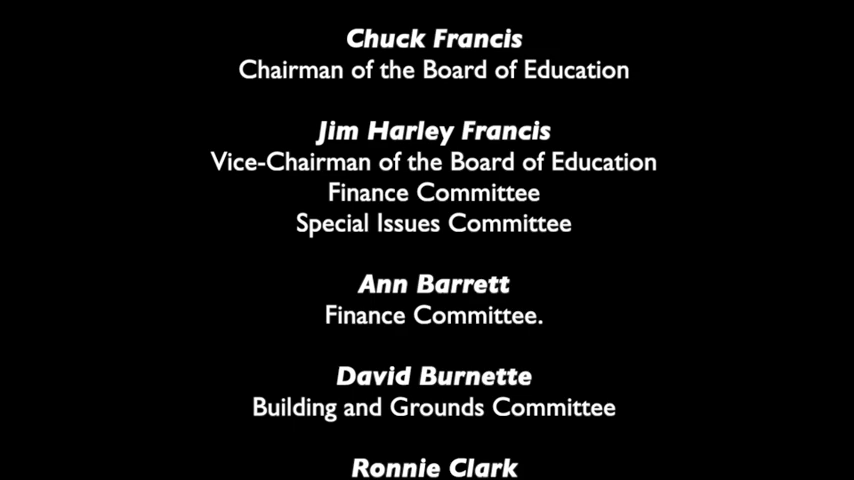 Chuck Francis
Chairman of the Board of Education
Jim Harley Francis
Vice-Chairman of the Board of Education
Finance Committee
Special Issues Committee
Ann Barrett
Finance Committee.
David Burnette
Building and Grounds Committee
Ronnie Clark